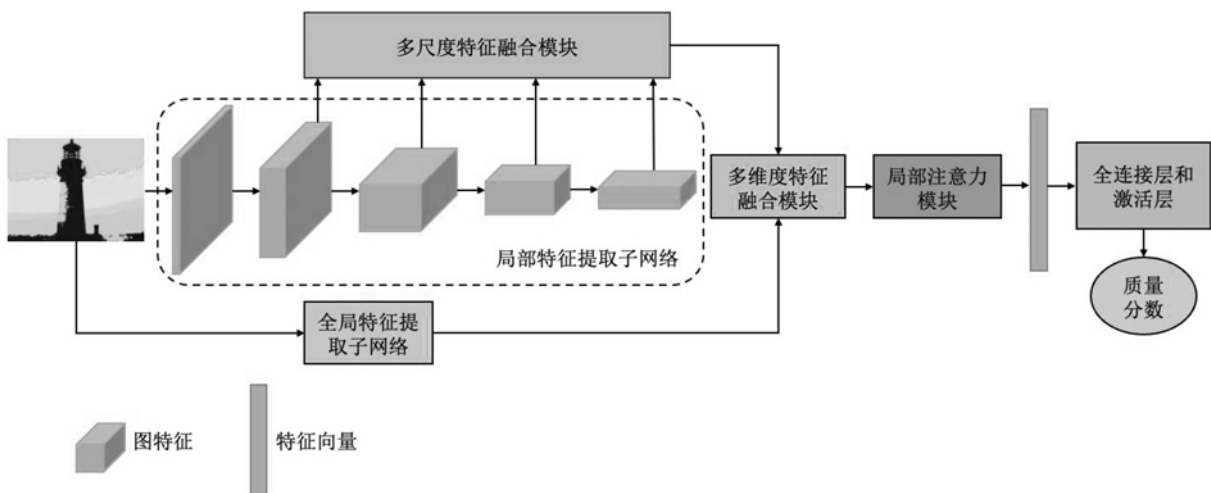 多尺度特征融合模块
局部特征提取子网络
多维度特征
融合模块
局部注意力
模块
全连接层和
激活层
质量
分数
全局特征提
取子网络
图特征
特征向量